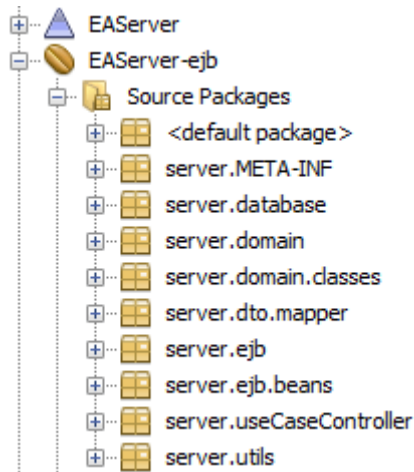 EAServer
EAServer-ejb
Source Packages
<default package>
server.META-INF
server.database
server.domain
server.domain.classes
server.dto.mapper
server.ejb
server.ejb.beans
server.useCaseController
server.utils